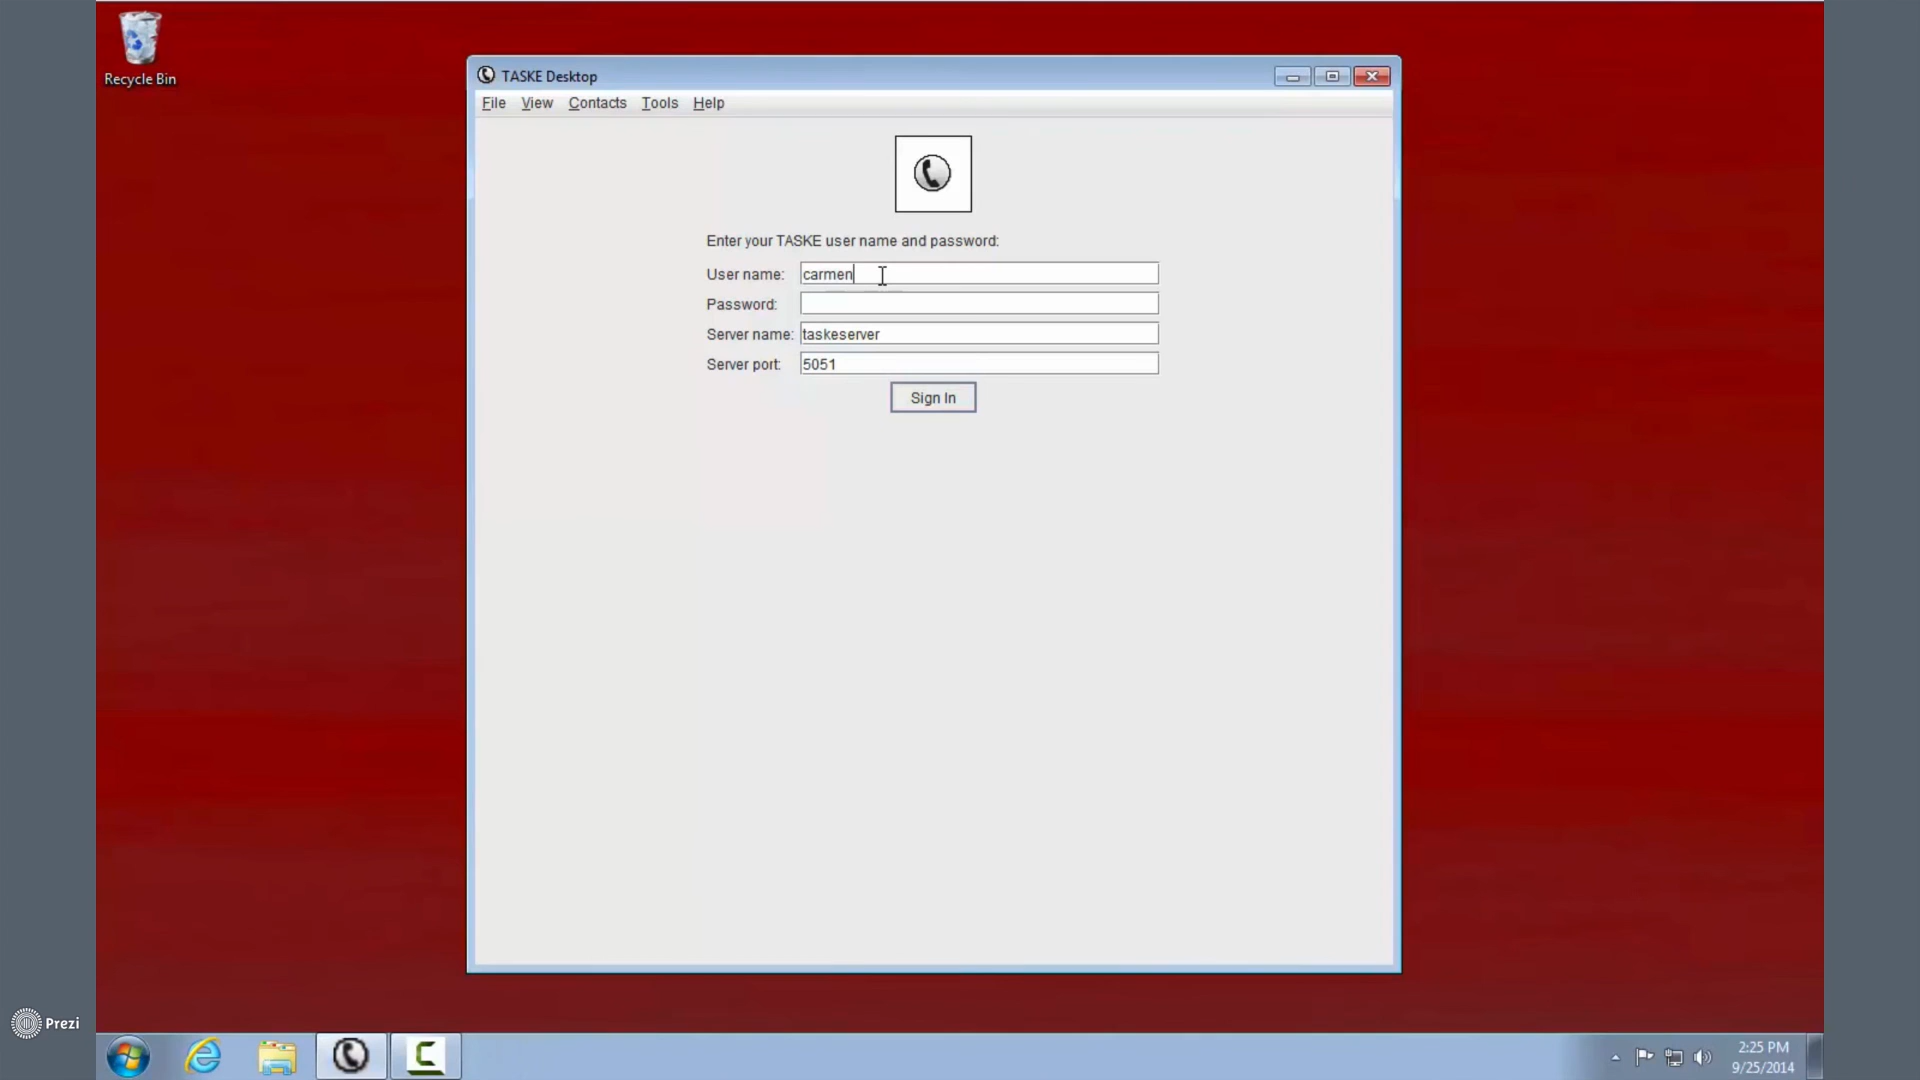 Recycle Bin
TASKE Desktop
File View Contacts Tools Help
Enter your TASKE user name and password:
User name: carmen
Password:
Server name: taskeserver
Server port: 5051
Sign In
Prezi
2:25 PM
9/25/2014